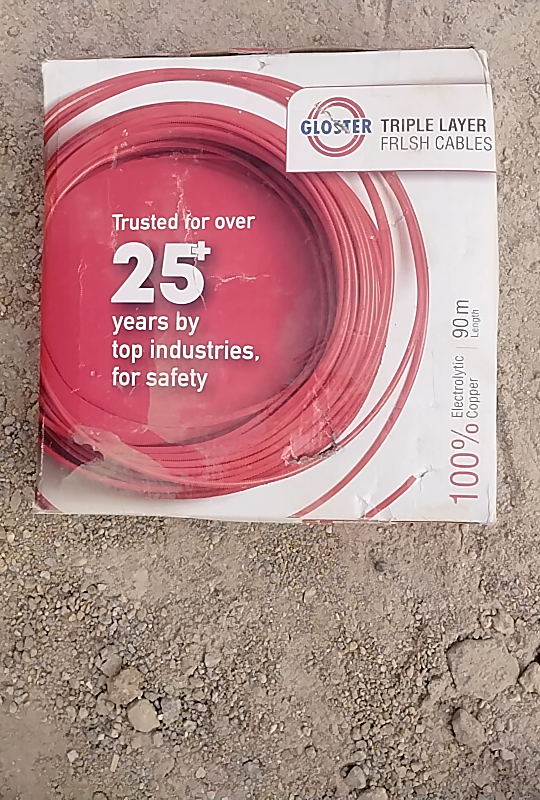 GLOSTER
TRIPLE LAYER
FRLSH CABLES
Trusted for over
25+
years by
top industries,
for safety
100% Electrolytic Copper
90m Length